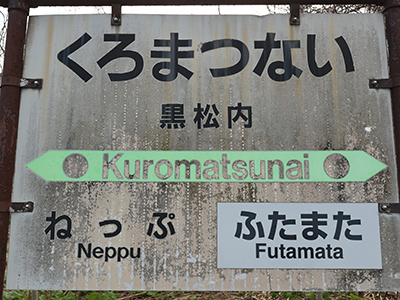 くろまつない
黒松内
Kuromatsunai
ねっぷ ふたまた
Neppu Futamata